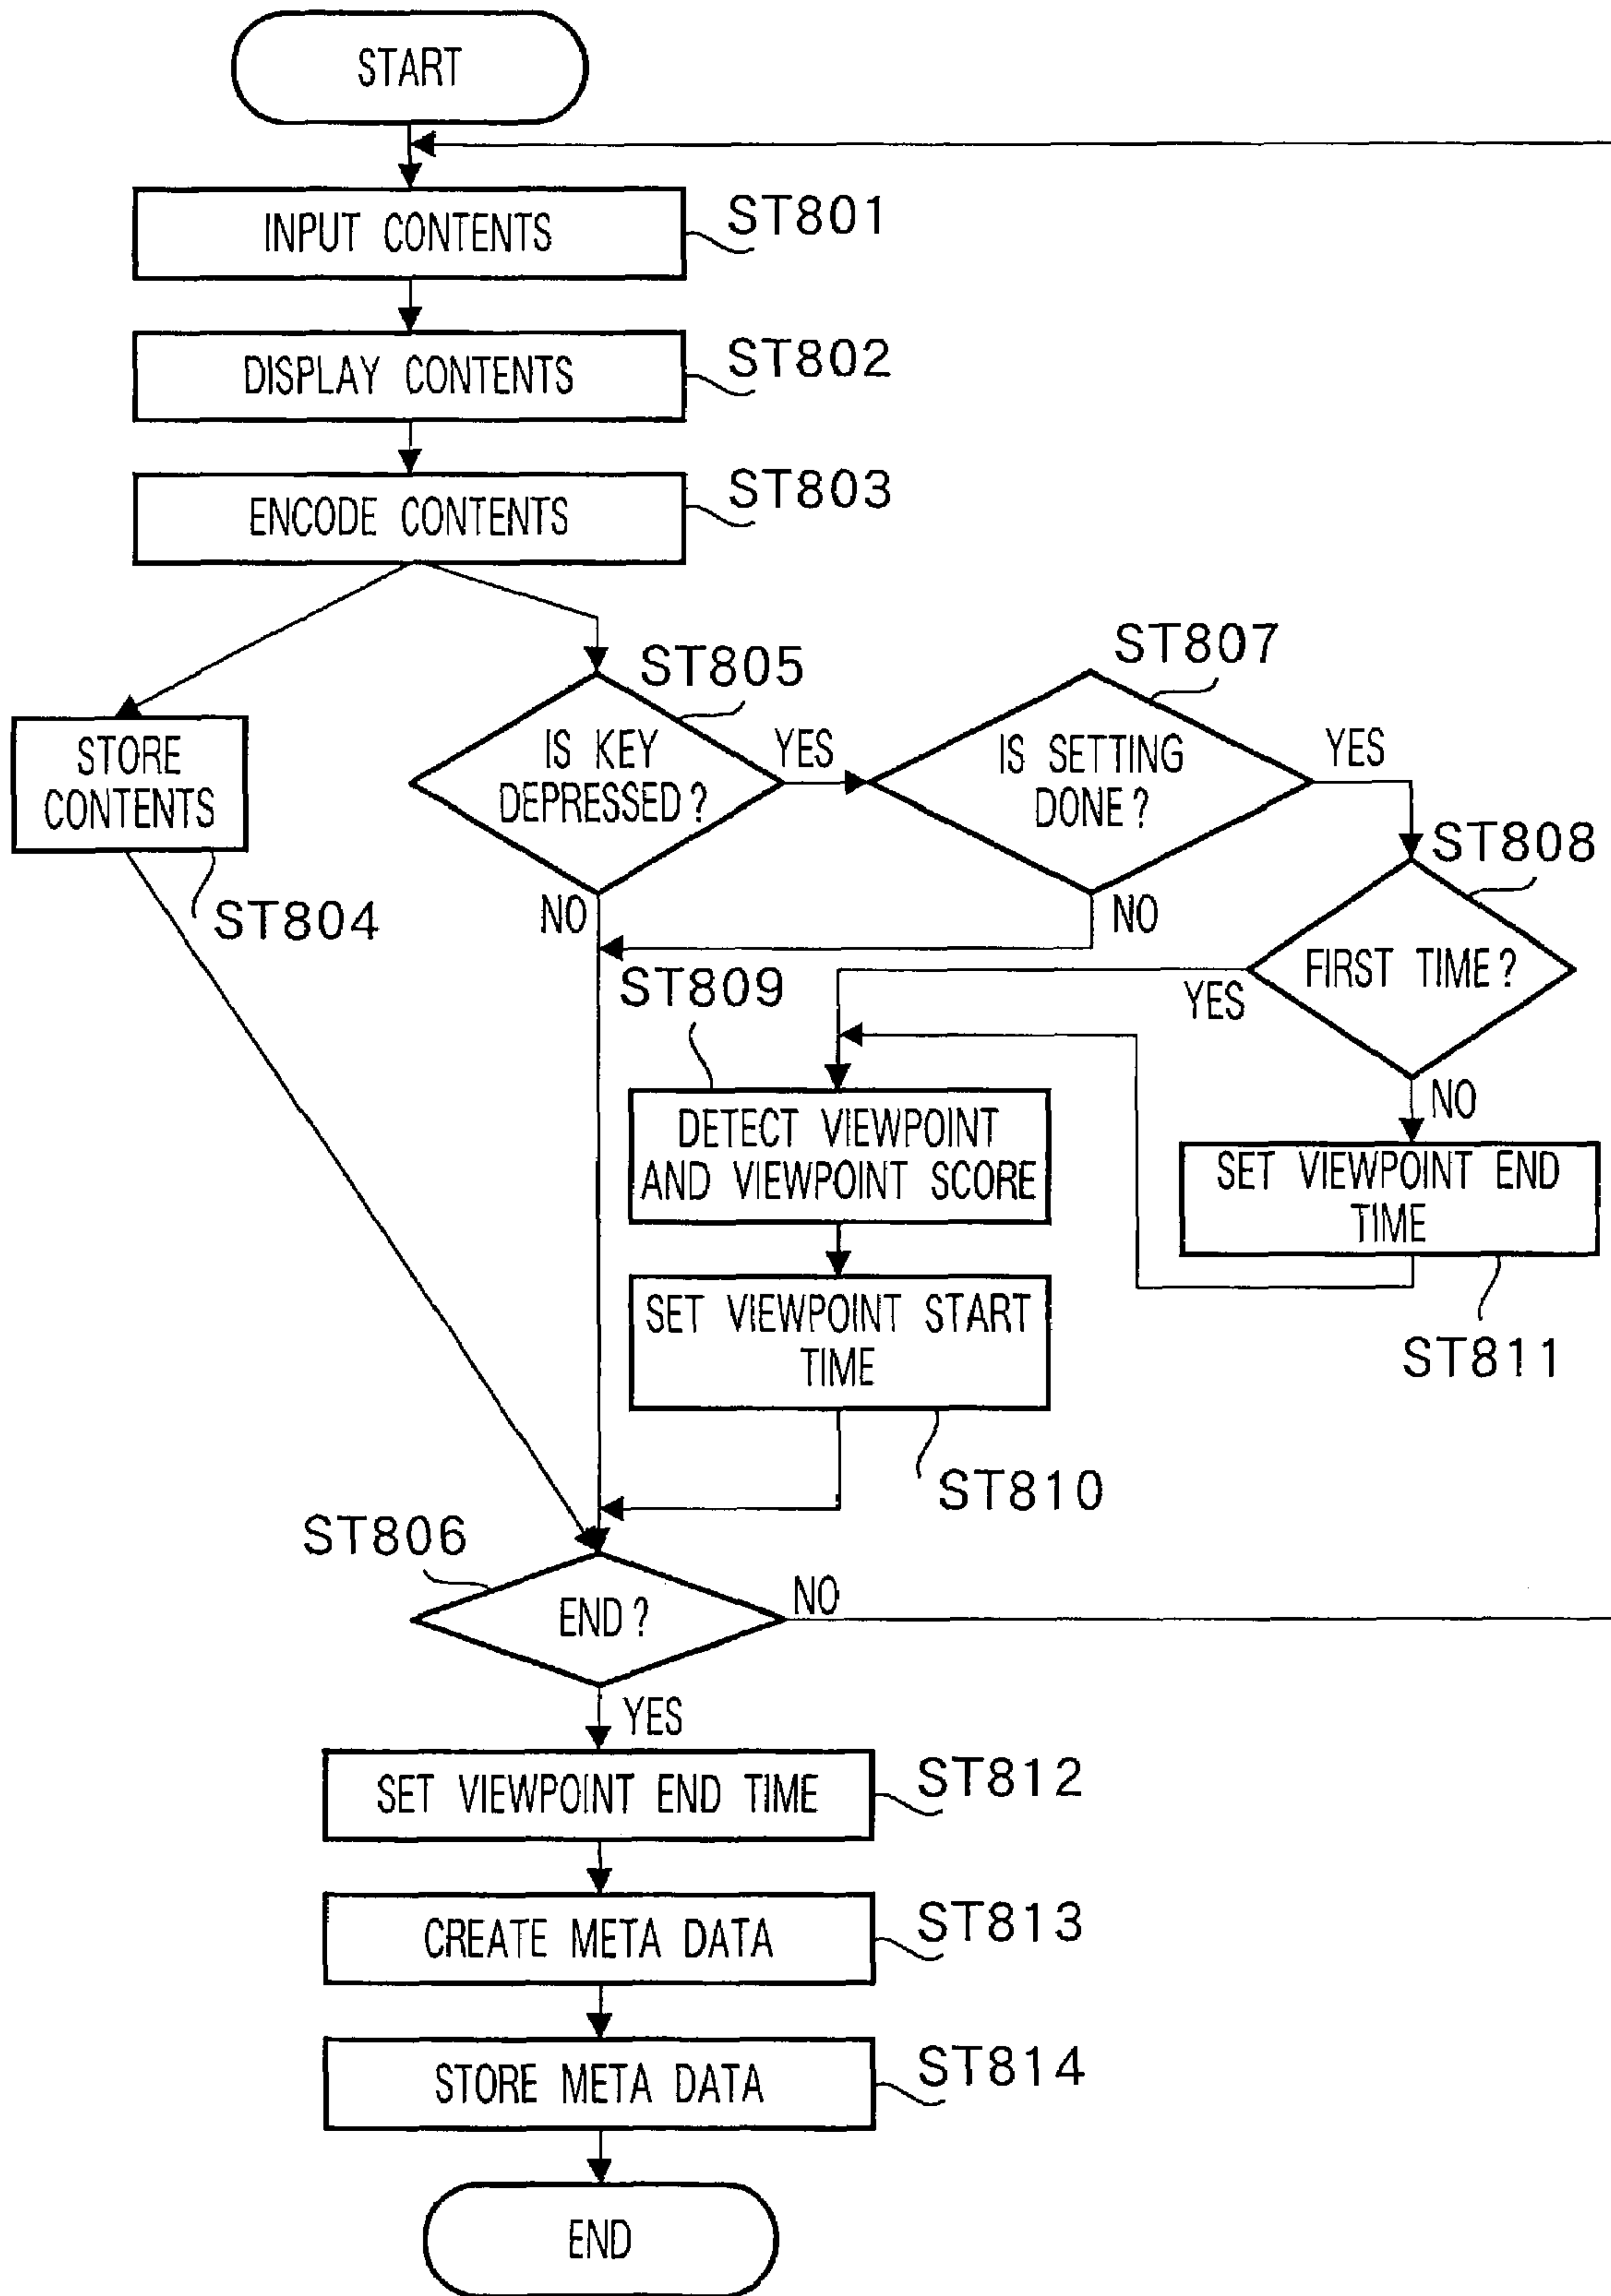 START
INPUT CONTENTS
ST801
DISPLAY CONTENTS
ST802
ENCODE CONTENTS
ST803
STORE
CONTENTS
ST804
IS KEY
DEPRESSED?
ST805
YES
NO
IS SETTING
DONE?
ST807
YES
NO
ST808
FIRST TIME?
YES
NO
ST809
DETECT VIEWPOINT
AND VIEWPOINT SCORE
SET VIEWPOINT END
TIME
ST811
SET VIEWPOINT START
TIME
ST810
ST806
END?
NO
YES
SET VIEWPOINT END TIME
ST812
CREATE META DATA
ST813
STORE META DATA
ST814
END